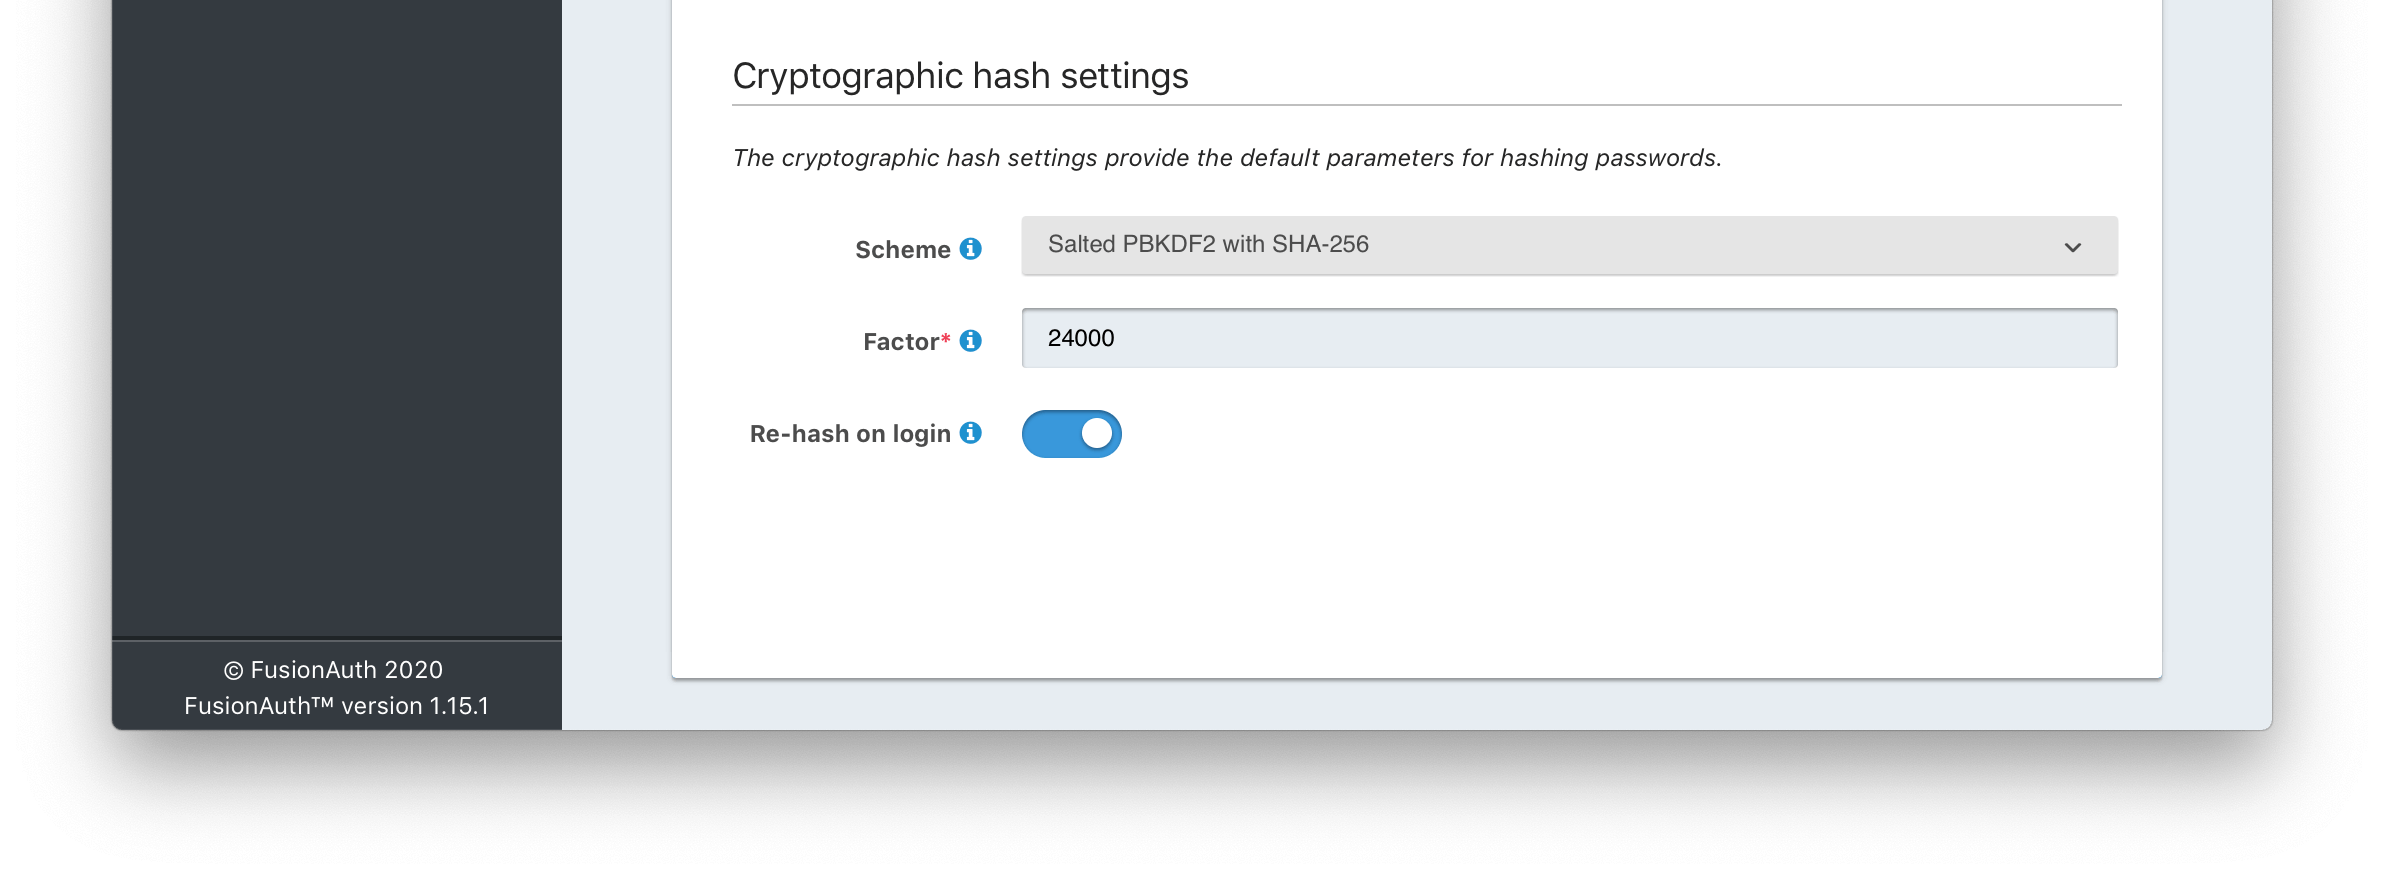 Cryptographic hash settings
The cryptographic hash settings provide the default parameters for hashing passwords.
Scheme
Salted PBKDF2 with SHA-256
Factor*
24000
Re-hash on login
© FusionAuth 2020
FusionAuth™ version 1.15.1